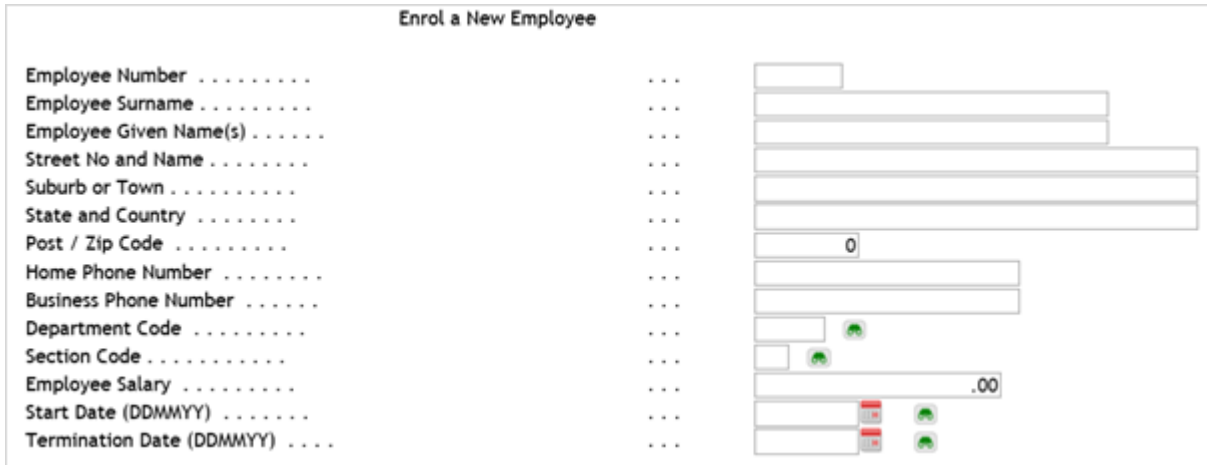 Enrol a New Employee
Employee Number . . . . . . . . . . . .
Employee Surname . . . . . . . . . . . .
Employee Given Name(s) . . . . . . . . .
Street No and Name . . . . . . . . . . .
Suburb or Town . . . . . . . . . . . . .
State and Country . . . . . . . . . . .
Post / Zip Code . . . . . . . . . . . . 0
Home Phone Number . . . . . . . . . . .
Business Phone Number . . . . . . . . .
Department Code . . . . . . . . . . . .
Section Code . . . . . . . . . . . . . .
Employee Salary . . . . . . . . . . . . .00
Start Date (DDMMYY) . . . . . . . . . .
Termination Date (DDMMYY) . . . . . . .